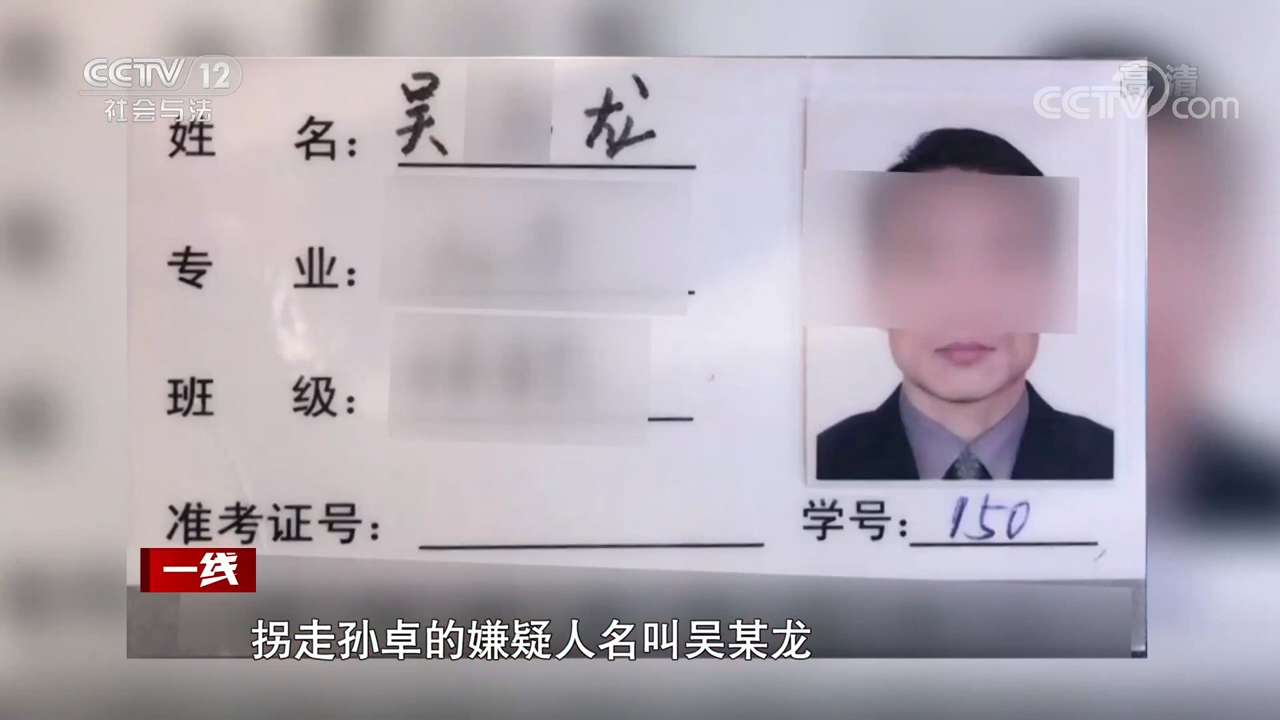 CCTV 12
社会与法
高清
CCTV.com
姓 名：吴 龙
专 业：
班 级：
准考证号：
学号：150
一线
拐走孙卓的嫌疑人名叫吴某龙